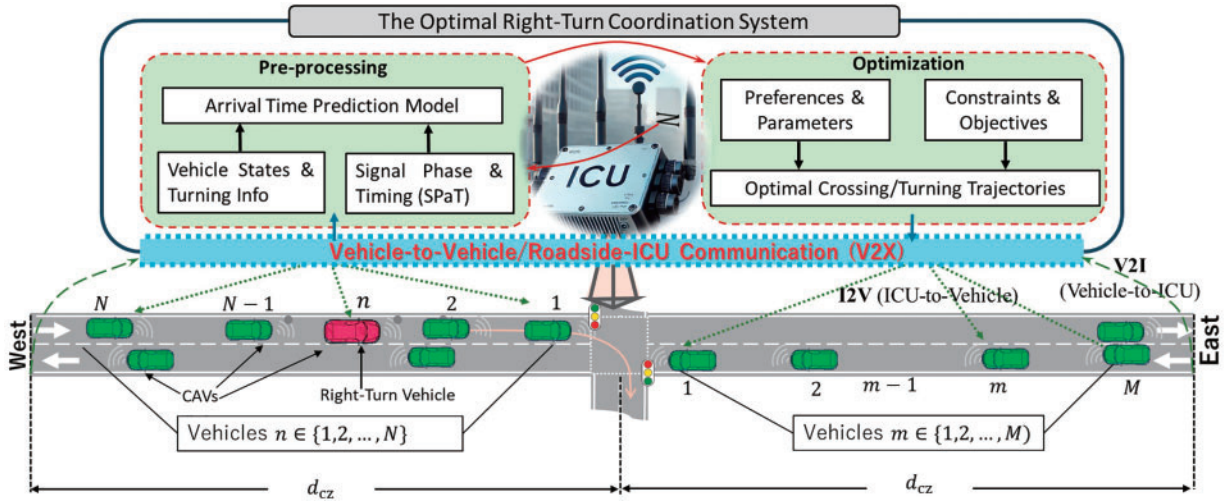 The Optimal Right-Turn Coordination System
Pre-processing
Arrival Time Prediction Model
Vehicle States &
Turning Info
Signal Phase &
Timing (SPaT)
ICU
N
Optimization
Preferences &
Parameters
Constraints &
Objectives
Optimal Crossing/Turning Trajectories
Vehicle-to-Vehicle/Roadside-ICU Communication (V2X)
V2I
(Vehicle-to-ICU)
I2V (ICU-to-Vehicle)
N
N − 1
n
2
1
West
East
CAVs
Right-Turn Vehicle
1
2
m − 1
m
M
Vehicles n ∈ {1,2, … , N}
Vehicles m ∈ {1,2, … , M)
d_cz
d_cz